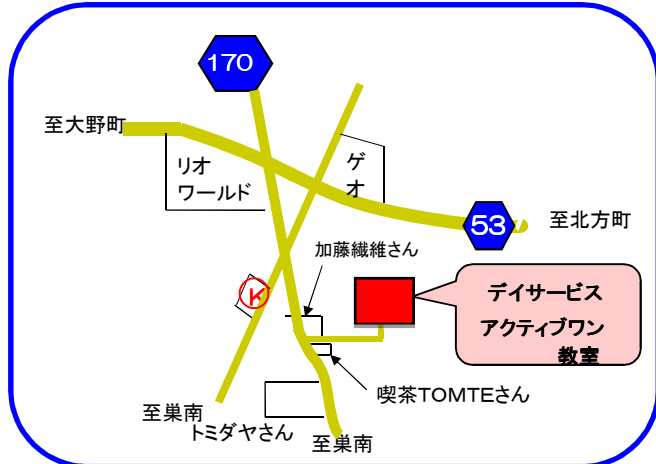 170
至大野町
リオ
ワールド
ゲ
オ
53
至北方町
加藤繊維さん
K
デイサービス
アクティブワン
教室
喫茶TOMTEさん
至巣南
トミダヤさん
至巣南